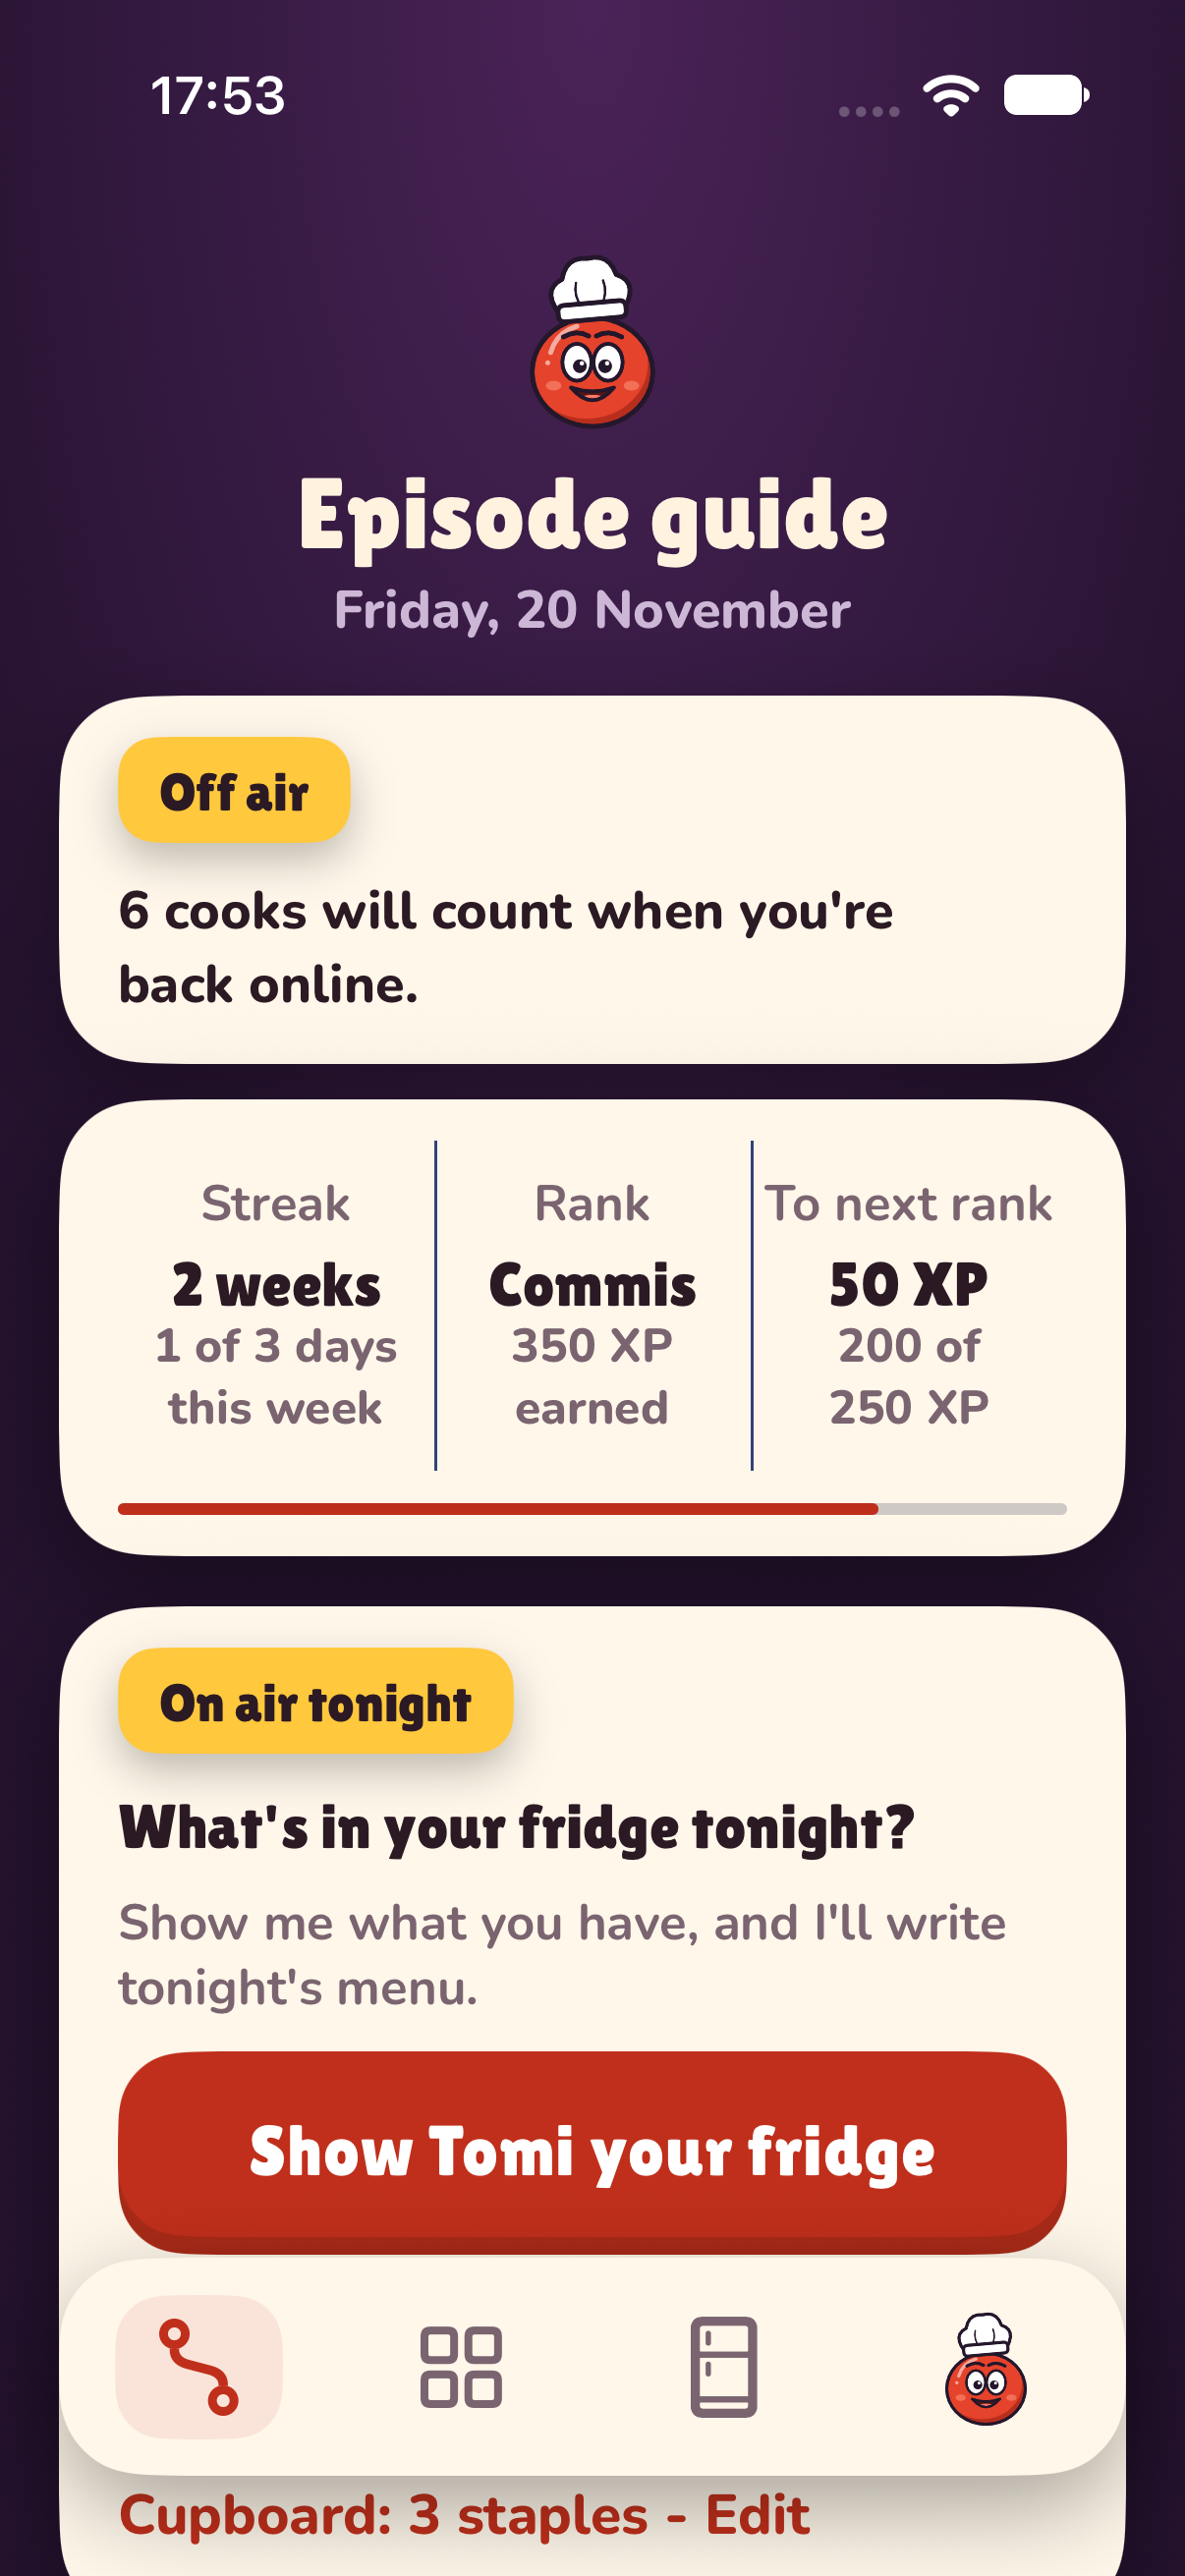 17:53
Episode guide
Friday, 20 November
Off air
6 cooks will count when you're
back online.
Streak
2 weeks
1 of 3 days
this week
Rank
Commis
350 XP
earned
To next rank
50 XP
200 of
250 XP
On air tonight
What's in your fridge tonight?
Show me what you have, and I'll write
tonight's menu.
Show Tomi your fridge
Cupboard: 3 staples - Edit